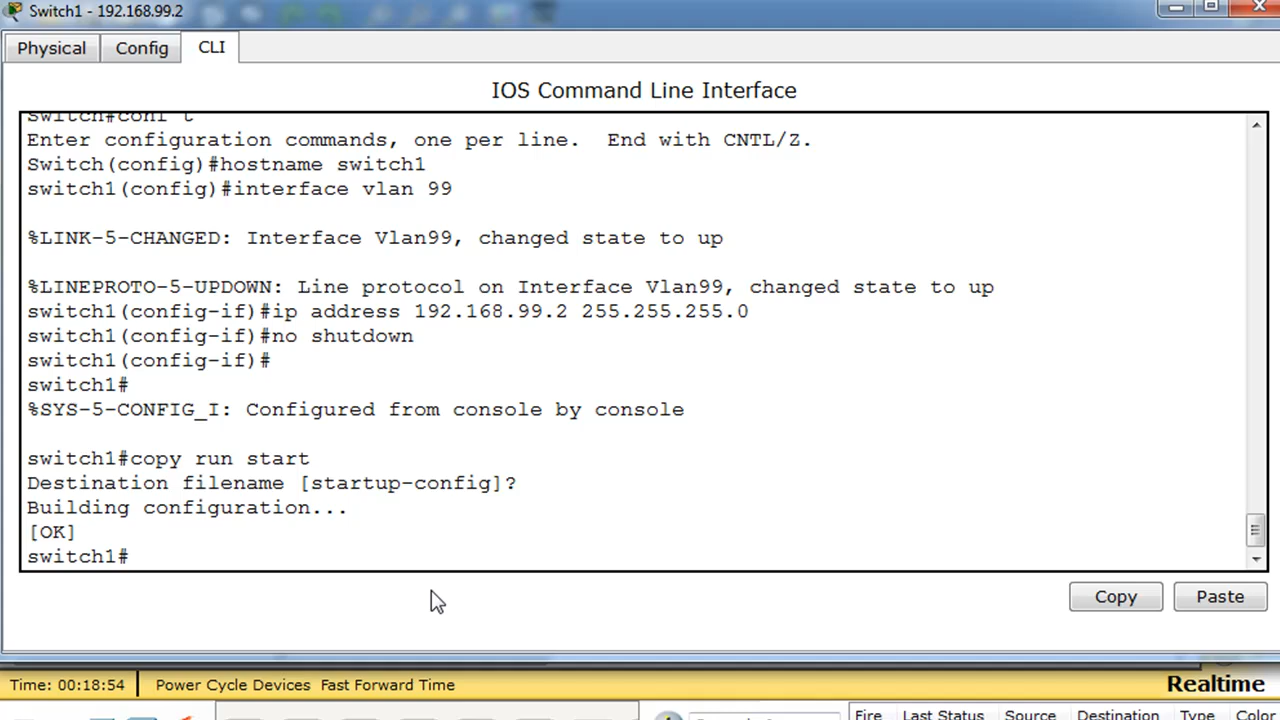 Switch1 - 192.168.99.2
Physical Config CLI
IOS Command Line Interface
Switch#conf t
Enter configuration commands, one per line.  End with CNTL/Z.
Switch(config)#hostname switch1
switch1(config)#interface vlan 99
%LINK-5-CHANGED: Interface Vlan99, changed state to up
%LINEPROTO-5-UPDOWN: Line protocol on Interface Vlan99, changed state to up
switch1(config-if)#ip address 192.168.99.2 255.255.255.0
switch1(config-if)#no shutdown
switch1(config-if)#
switch1#
%SYS-5-CONFIG_I: Configured from console by console
switch1#copy run start
Destination filename [startup-config]?
Building configuration...
[OK]
switch1#
Copy Paste
Time: 00:18:54 Power Cycle Devices Fast Forward Time Realtime
Fire Last Status Source Destination Type Color